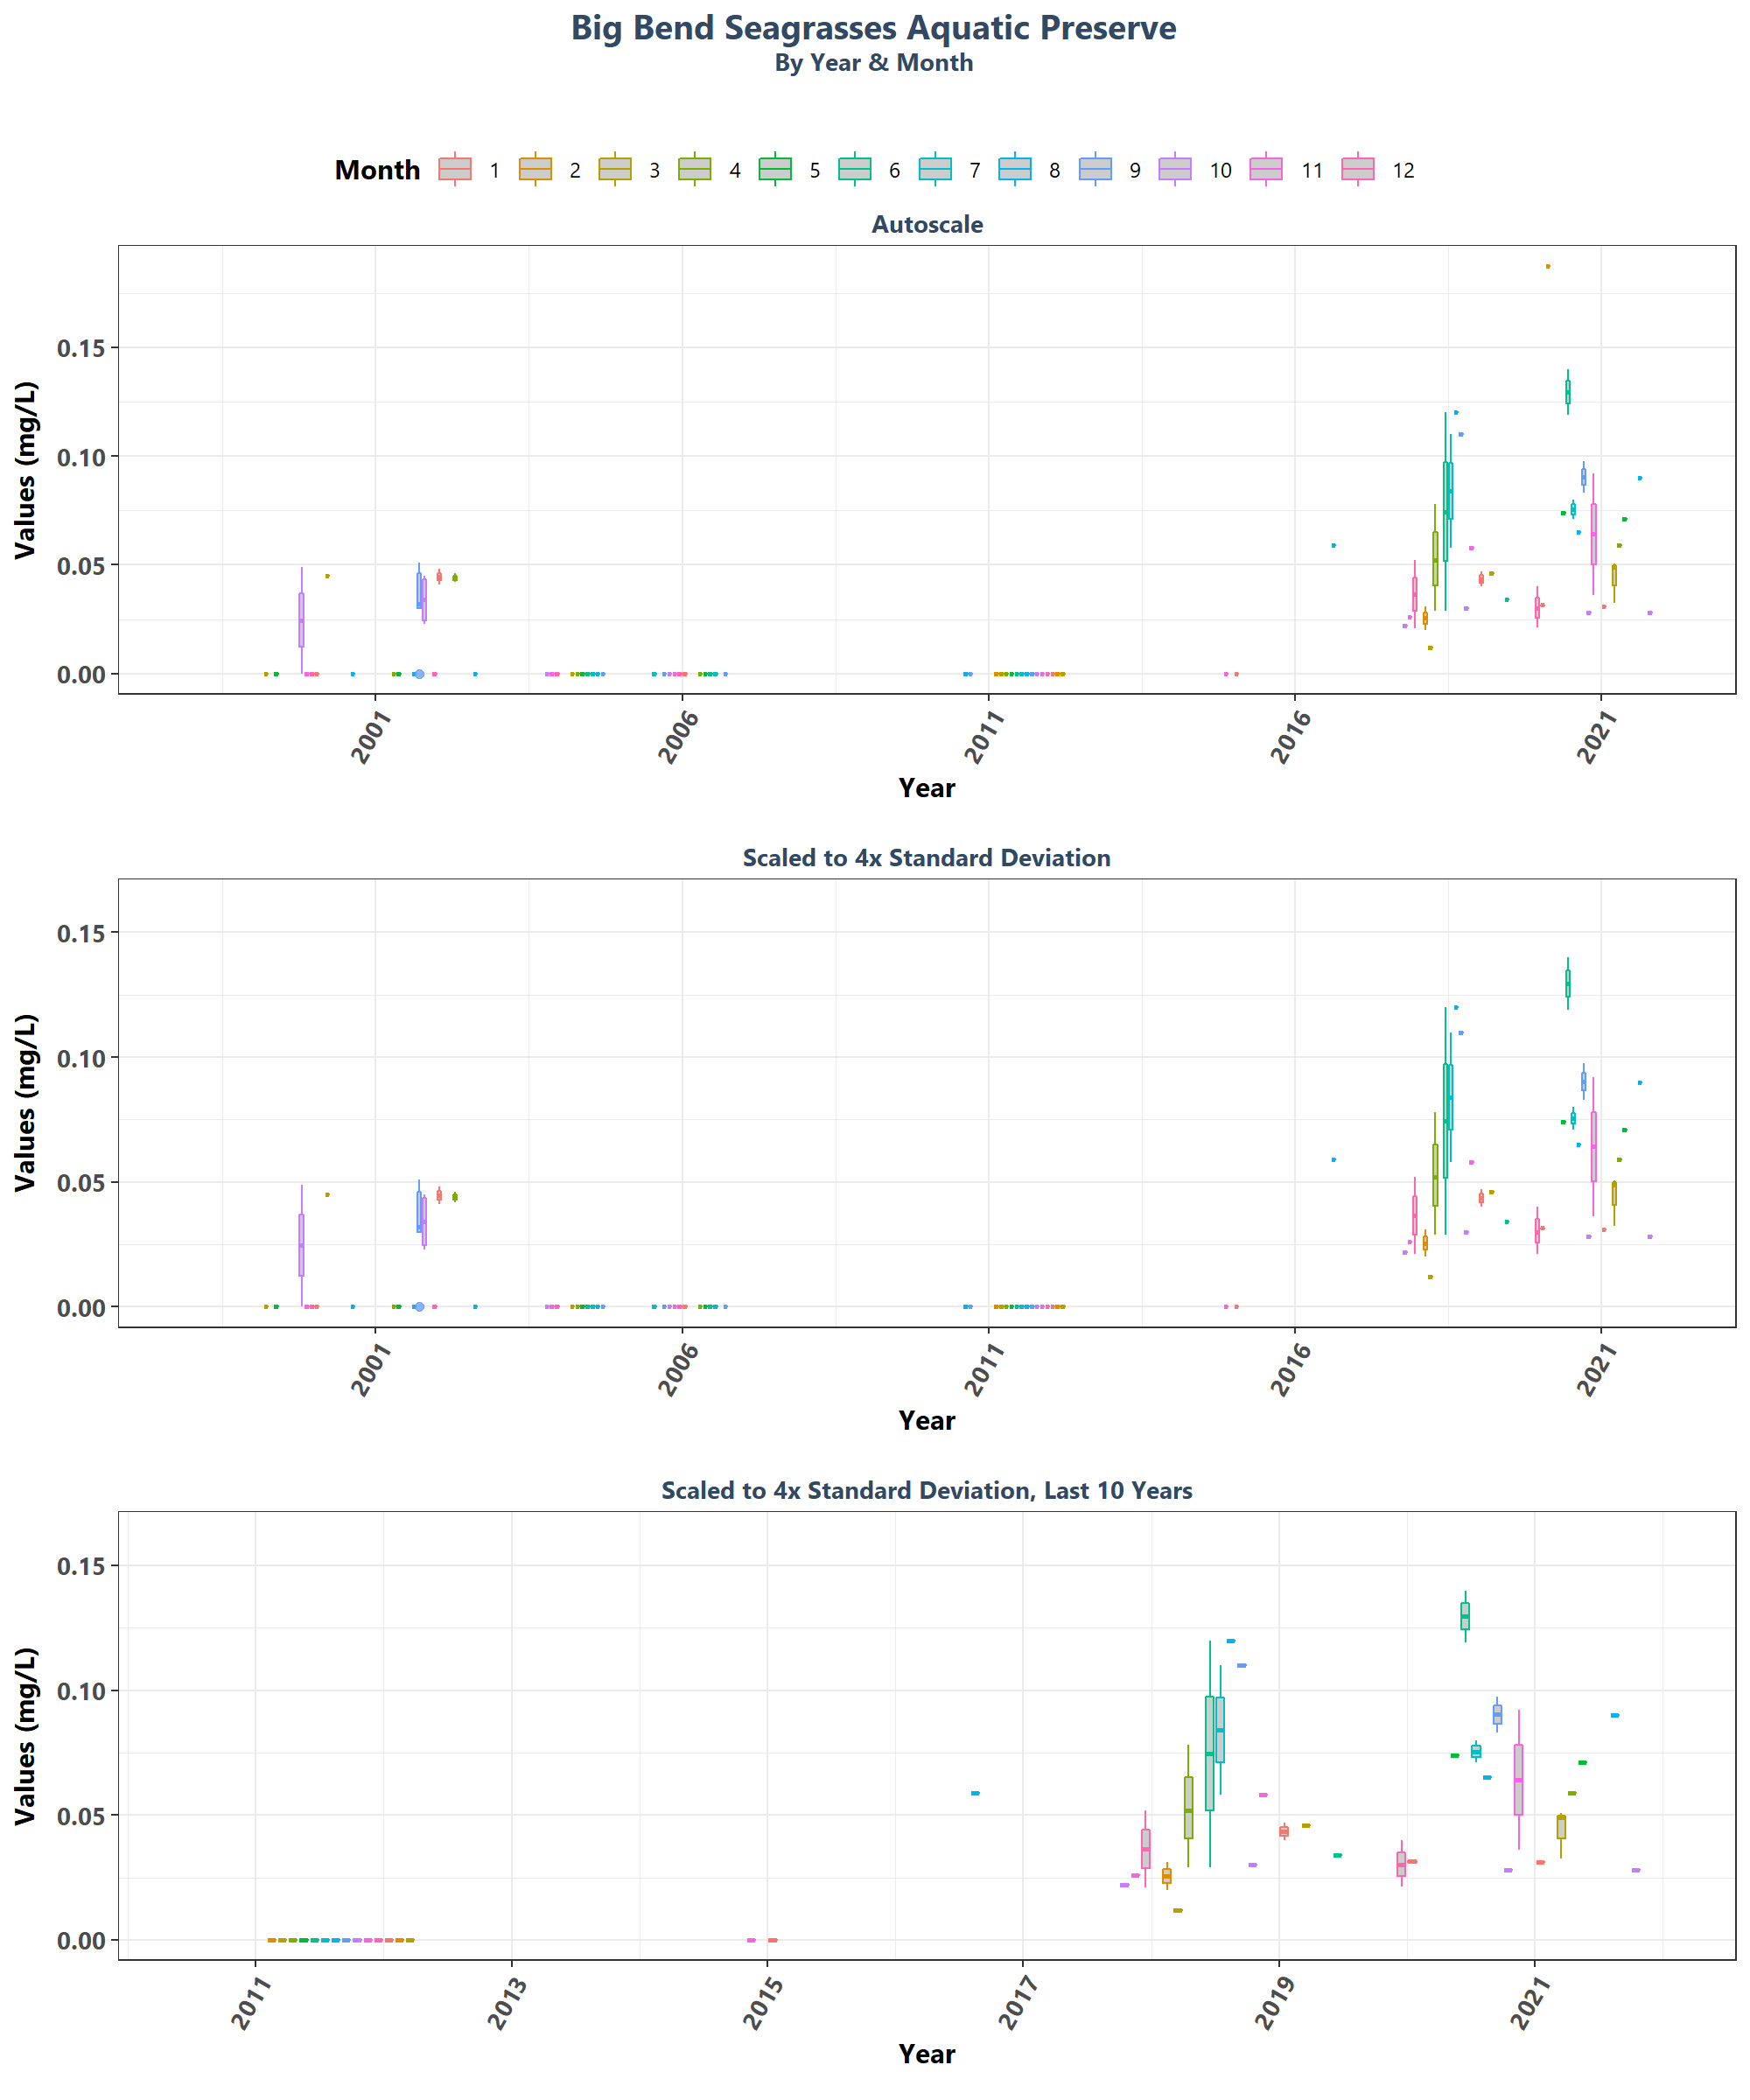 Big Bend Seagrasses Aquatic Preserve
By Year & Month
Month 1 2 3 4 5 6 7 8 9 10 11 12
Autoscale
Values (mg/L)
0.15
0.10
0.05
0.00
2001 2006 2011 2016 2021
Year
Scaled to 4x Standard Deviation
Values (mg/L)
0.15
0.10
0.05
0.00
2001 2006 2011 2016 2021
Year
Scaled to 4x Standard Deviation, Last 10 Years
Values (mg/L)
0.15
0.10
0.05
0.00
2011 2013 2015 2017 2019 2021
Year